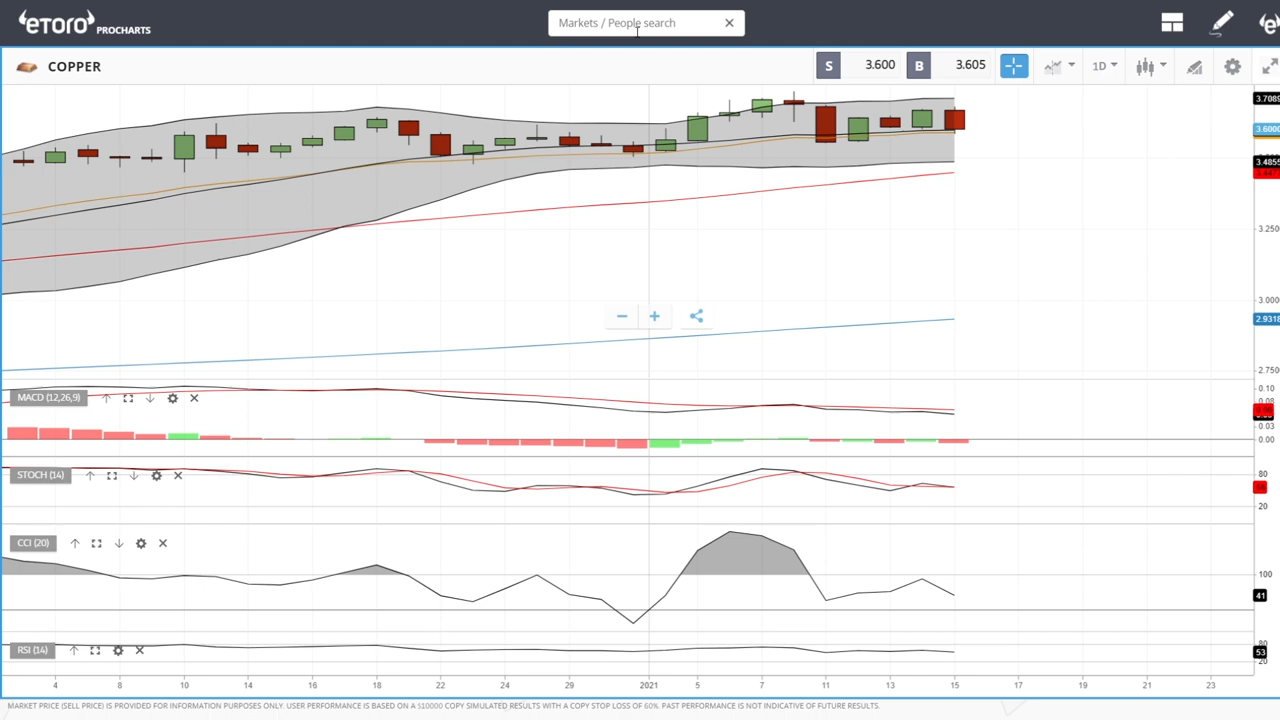 eToro PROCHARTS
Markets / People search
COPPER
S 3.600 B 3.605
1D
3.7089
3.6000
3.4855
3.2500
3.0000
2.9318
2.7500
MACD (12,26,9)
0.10
0.08
0.03
0.00
STOCH (14)
80
20
CCI (20)
100
41
RSI (14)
80
53
20
4 8 10 14 16 18 22 24 29 2021 5 7 11 13 15 17 19 21 23
MARKET PRICE (SELL PRICE) IS PROVIDED FOR INFORMATION PURPOSES ONLY. USER PERFORMANCE IS BASED ON A $10000 COPY SIMULATED RESULTS WITH A COPY STOP LOSS OF 60%. PAST PERFORMANCE IS NOT INDICATIVE OF FUTURE RESULTS.